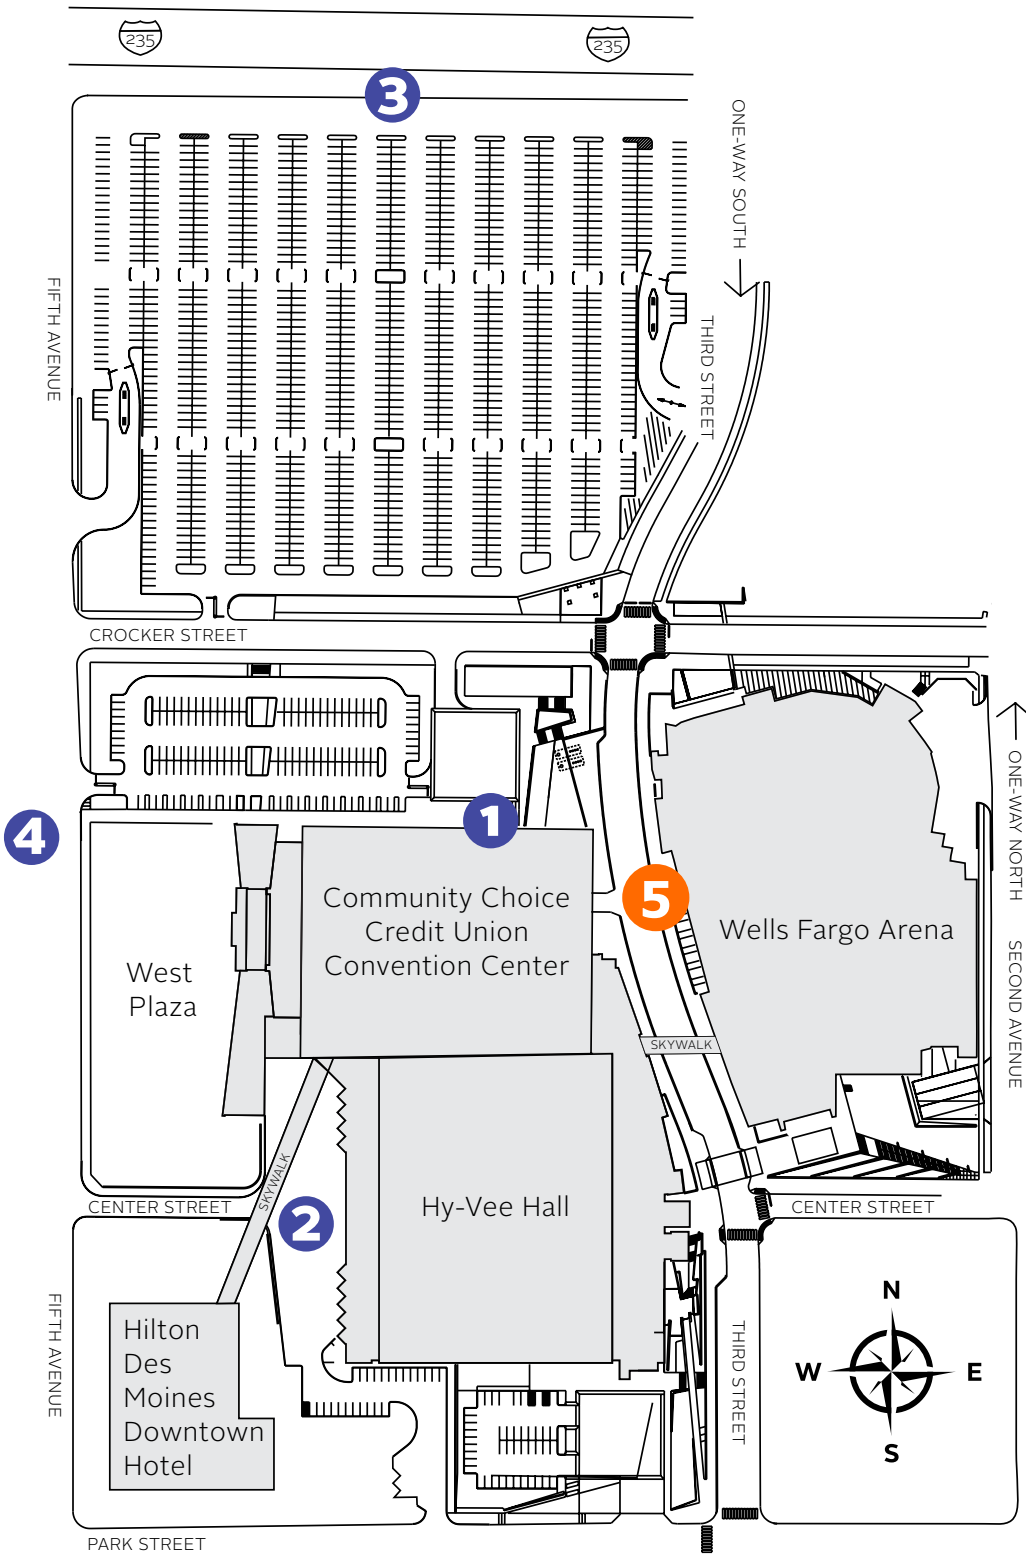 235
235
3
ONE-WAY SOUTH
FIFTH AVENUE
THIRD STREET
CROCKER STREET
ONE-WAY NORTH
SECOND AVENUE
4
1
5
Community Choice
Credit Union
Convention Center
Wells Fargo Arena
West
Plaza
SKYWALK
SKYWALK
CENTER STREET
2
Hy-Vee Hall
CENTER STREET
FIFTH AVENUE
Hilton
Des
Moines
Downtown
Hotel
THIRD STREET
N
W
E
S
PARK STREET